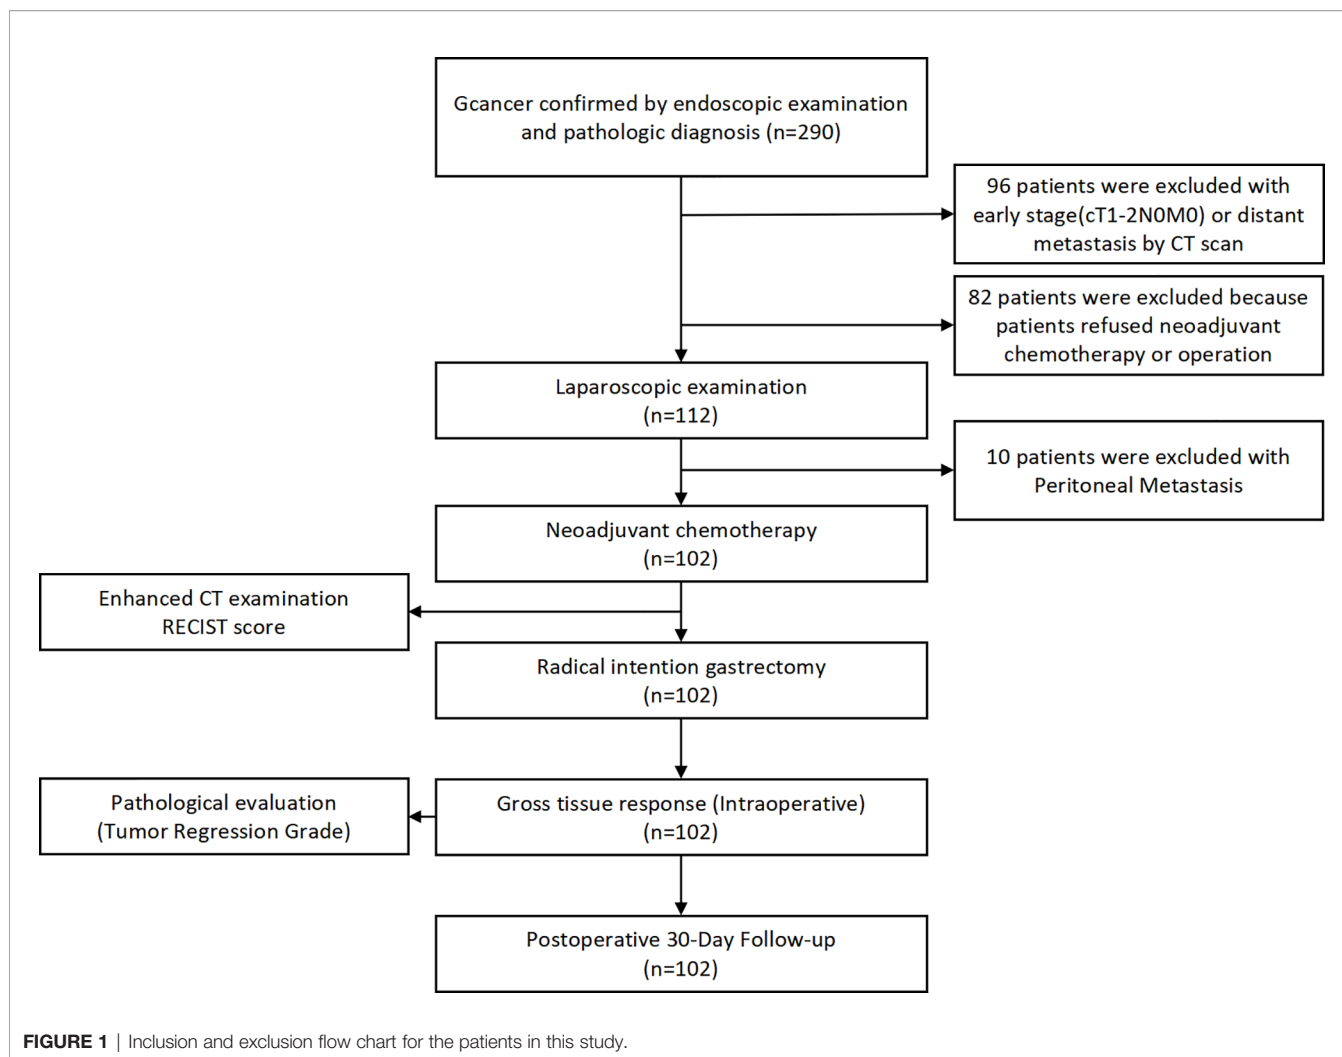 Gcancer confirmed by endoscopic examination
and pathologic diagnosis (n=290)
96 patients were excluded with
early stage(cT1-2N0M0) or distant
metastasis by CT scan
82 patients were excluded because
patients refused neoadjuvant
chemotherapy or operation
Laparoscopic examination
(n=112)
10 patients were excluded with
Peritoneal Metastasis
Neoadjuvant chemotherapy
(n=102)
Enhanced CT examination
RECIST score
Radical intention gastrectomy
(n=102)
Pathological evaluation
(Tumor Regression Grade)
Gross tissue response (Intraoperative)
(n=102)
Postoperative 30-Day Follow-up
(n=102)
FIGURE 1 | Inclusion and exclusion flow chart for the patients in this study.